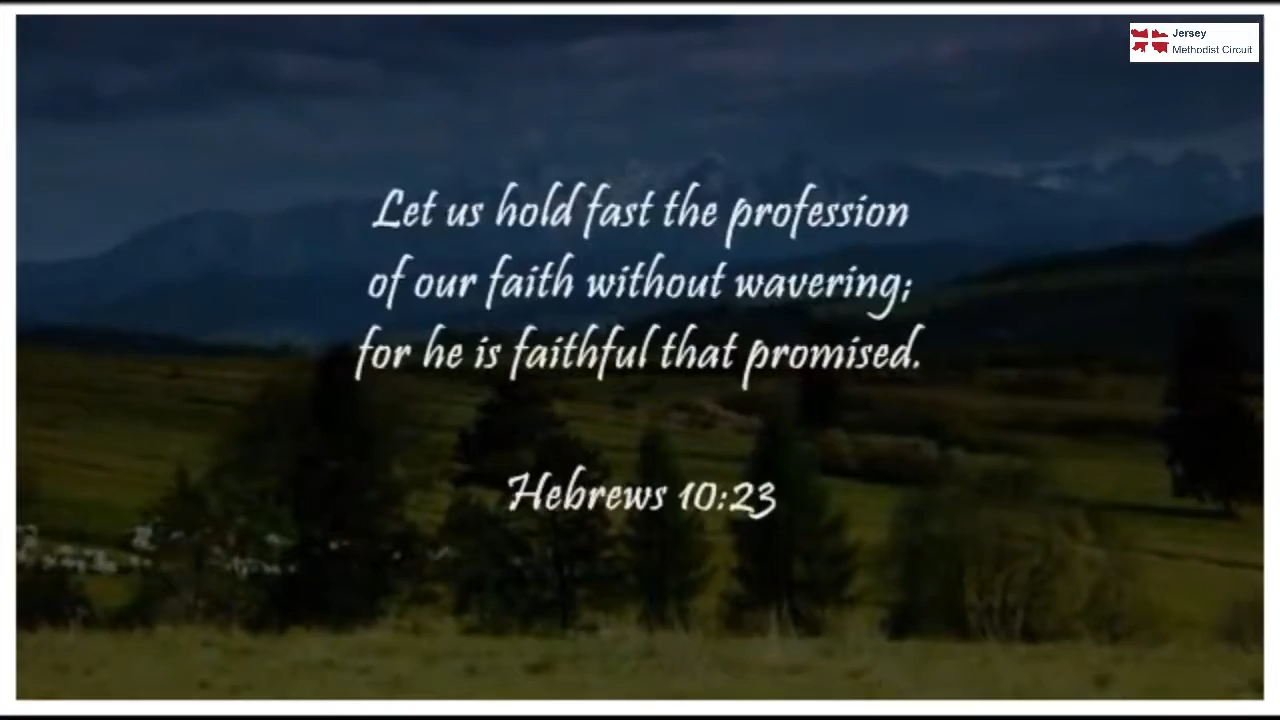 Jersey
Methodist Circuit
Let us hold fast the profession
of our faith without wavering;
for he is faithful that promised.
Hebrews 10:23